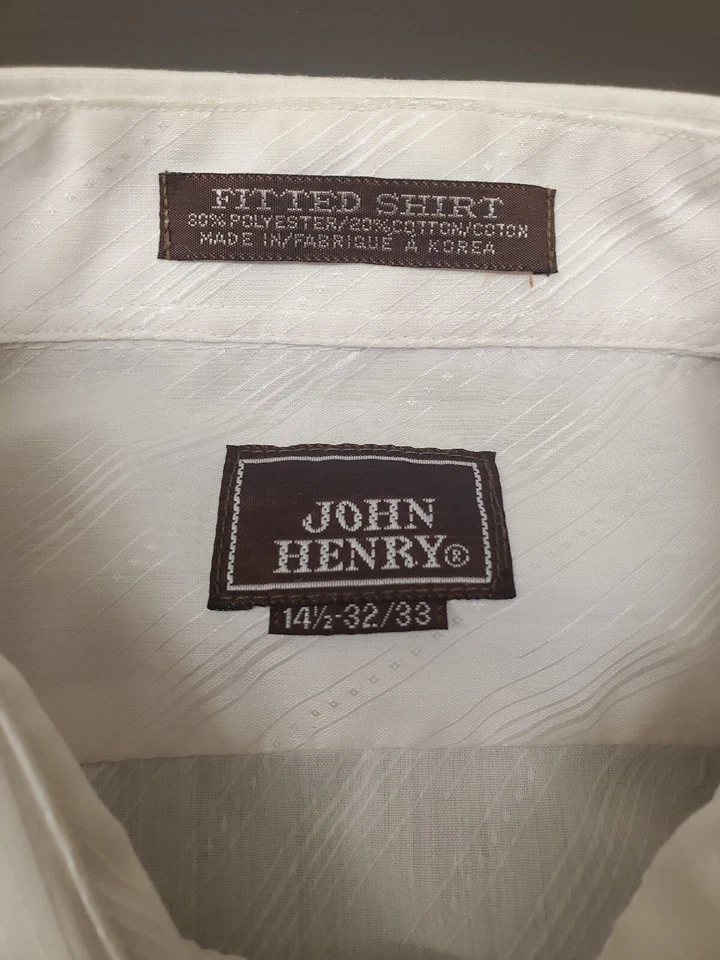 FITTED SHIRT
80% POLYESTER/20% COTTON/COTON
MADE IN/FABRIQUE A KOREA
JOHN
HENRY®
14½-32/33